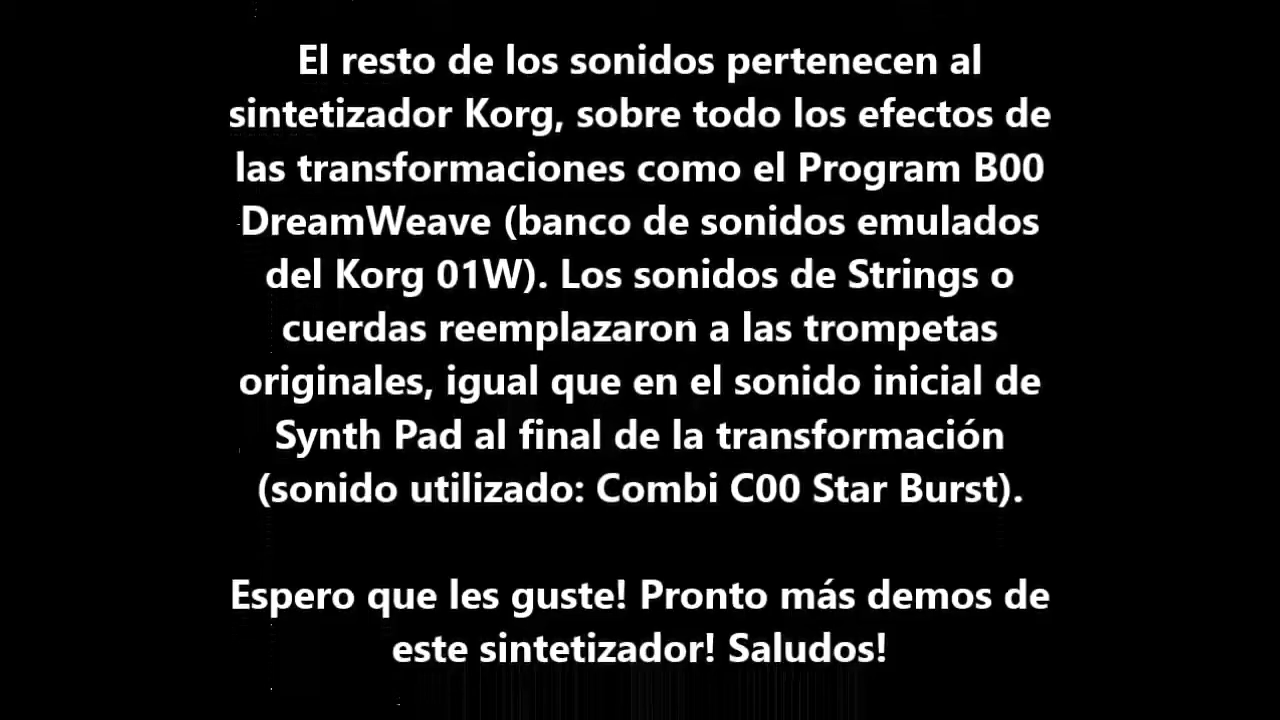 El resto de los sonidos pertenecen al
sintetizador Korg, sobre todo los efectos de
las transformaciones como el Program B00
DreamWeave (banco de sonidos emulados
del Korg 01W). Los sonidos de Strings o
cuerdas reemplazaron a las trompetas
originales, igual que en el sonido inicial de
Synth Pad al final de la transformación
(sonido utilizado: Combi C00 Star Burst).
Espero que les guste! Pronto más demos de
este sintetizador! Saludos!